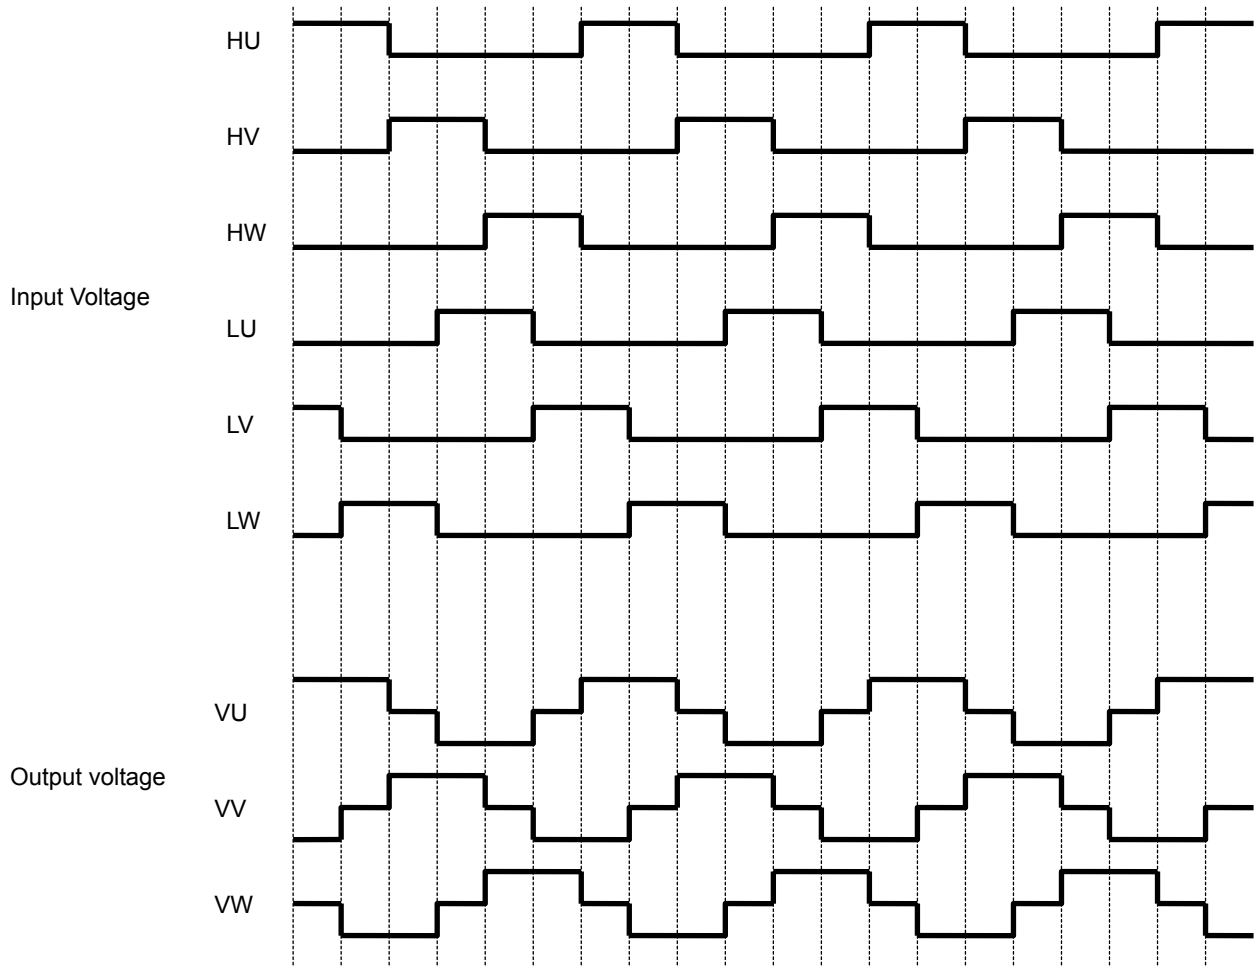 HU
HV
HW
Input Voltage
LU
LV
LW
VU
Output voltage
VV
VW